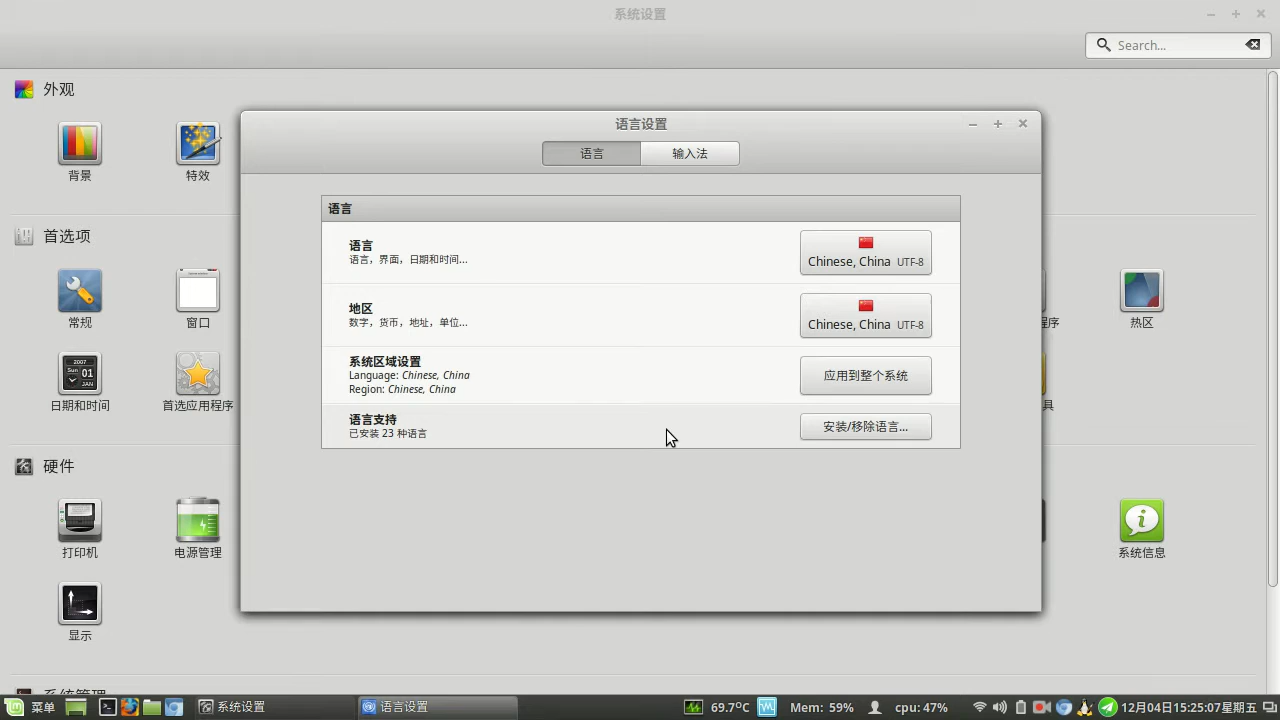 系统设置
Search...
外观
背景
特效
首选项
常规
窗口
程序
热区
日期和时间
首选应用程序
具
硬件
打印机
电源管理
系统信息
显示
语言设置
语言
输入法
语言
语言
语言，界面，日期和时间...
Chinese, China UTF-8
地区
数字，货币，地址，单位...
Chinese, China UTF-8
系统区域设置
Language: Chinese, China
Region: Chinese, China
应用到整个系统
语言支持
已安装 23 种语言
安装/移除语言...
菜单
系统设置
语言设置
69.7°C
Mem: 59%
cpu: 47%
12月04日15:25:07星期五